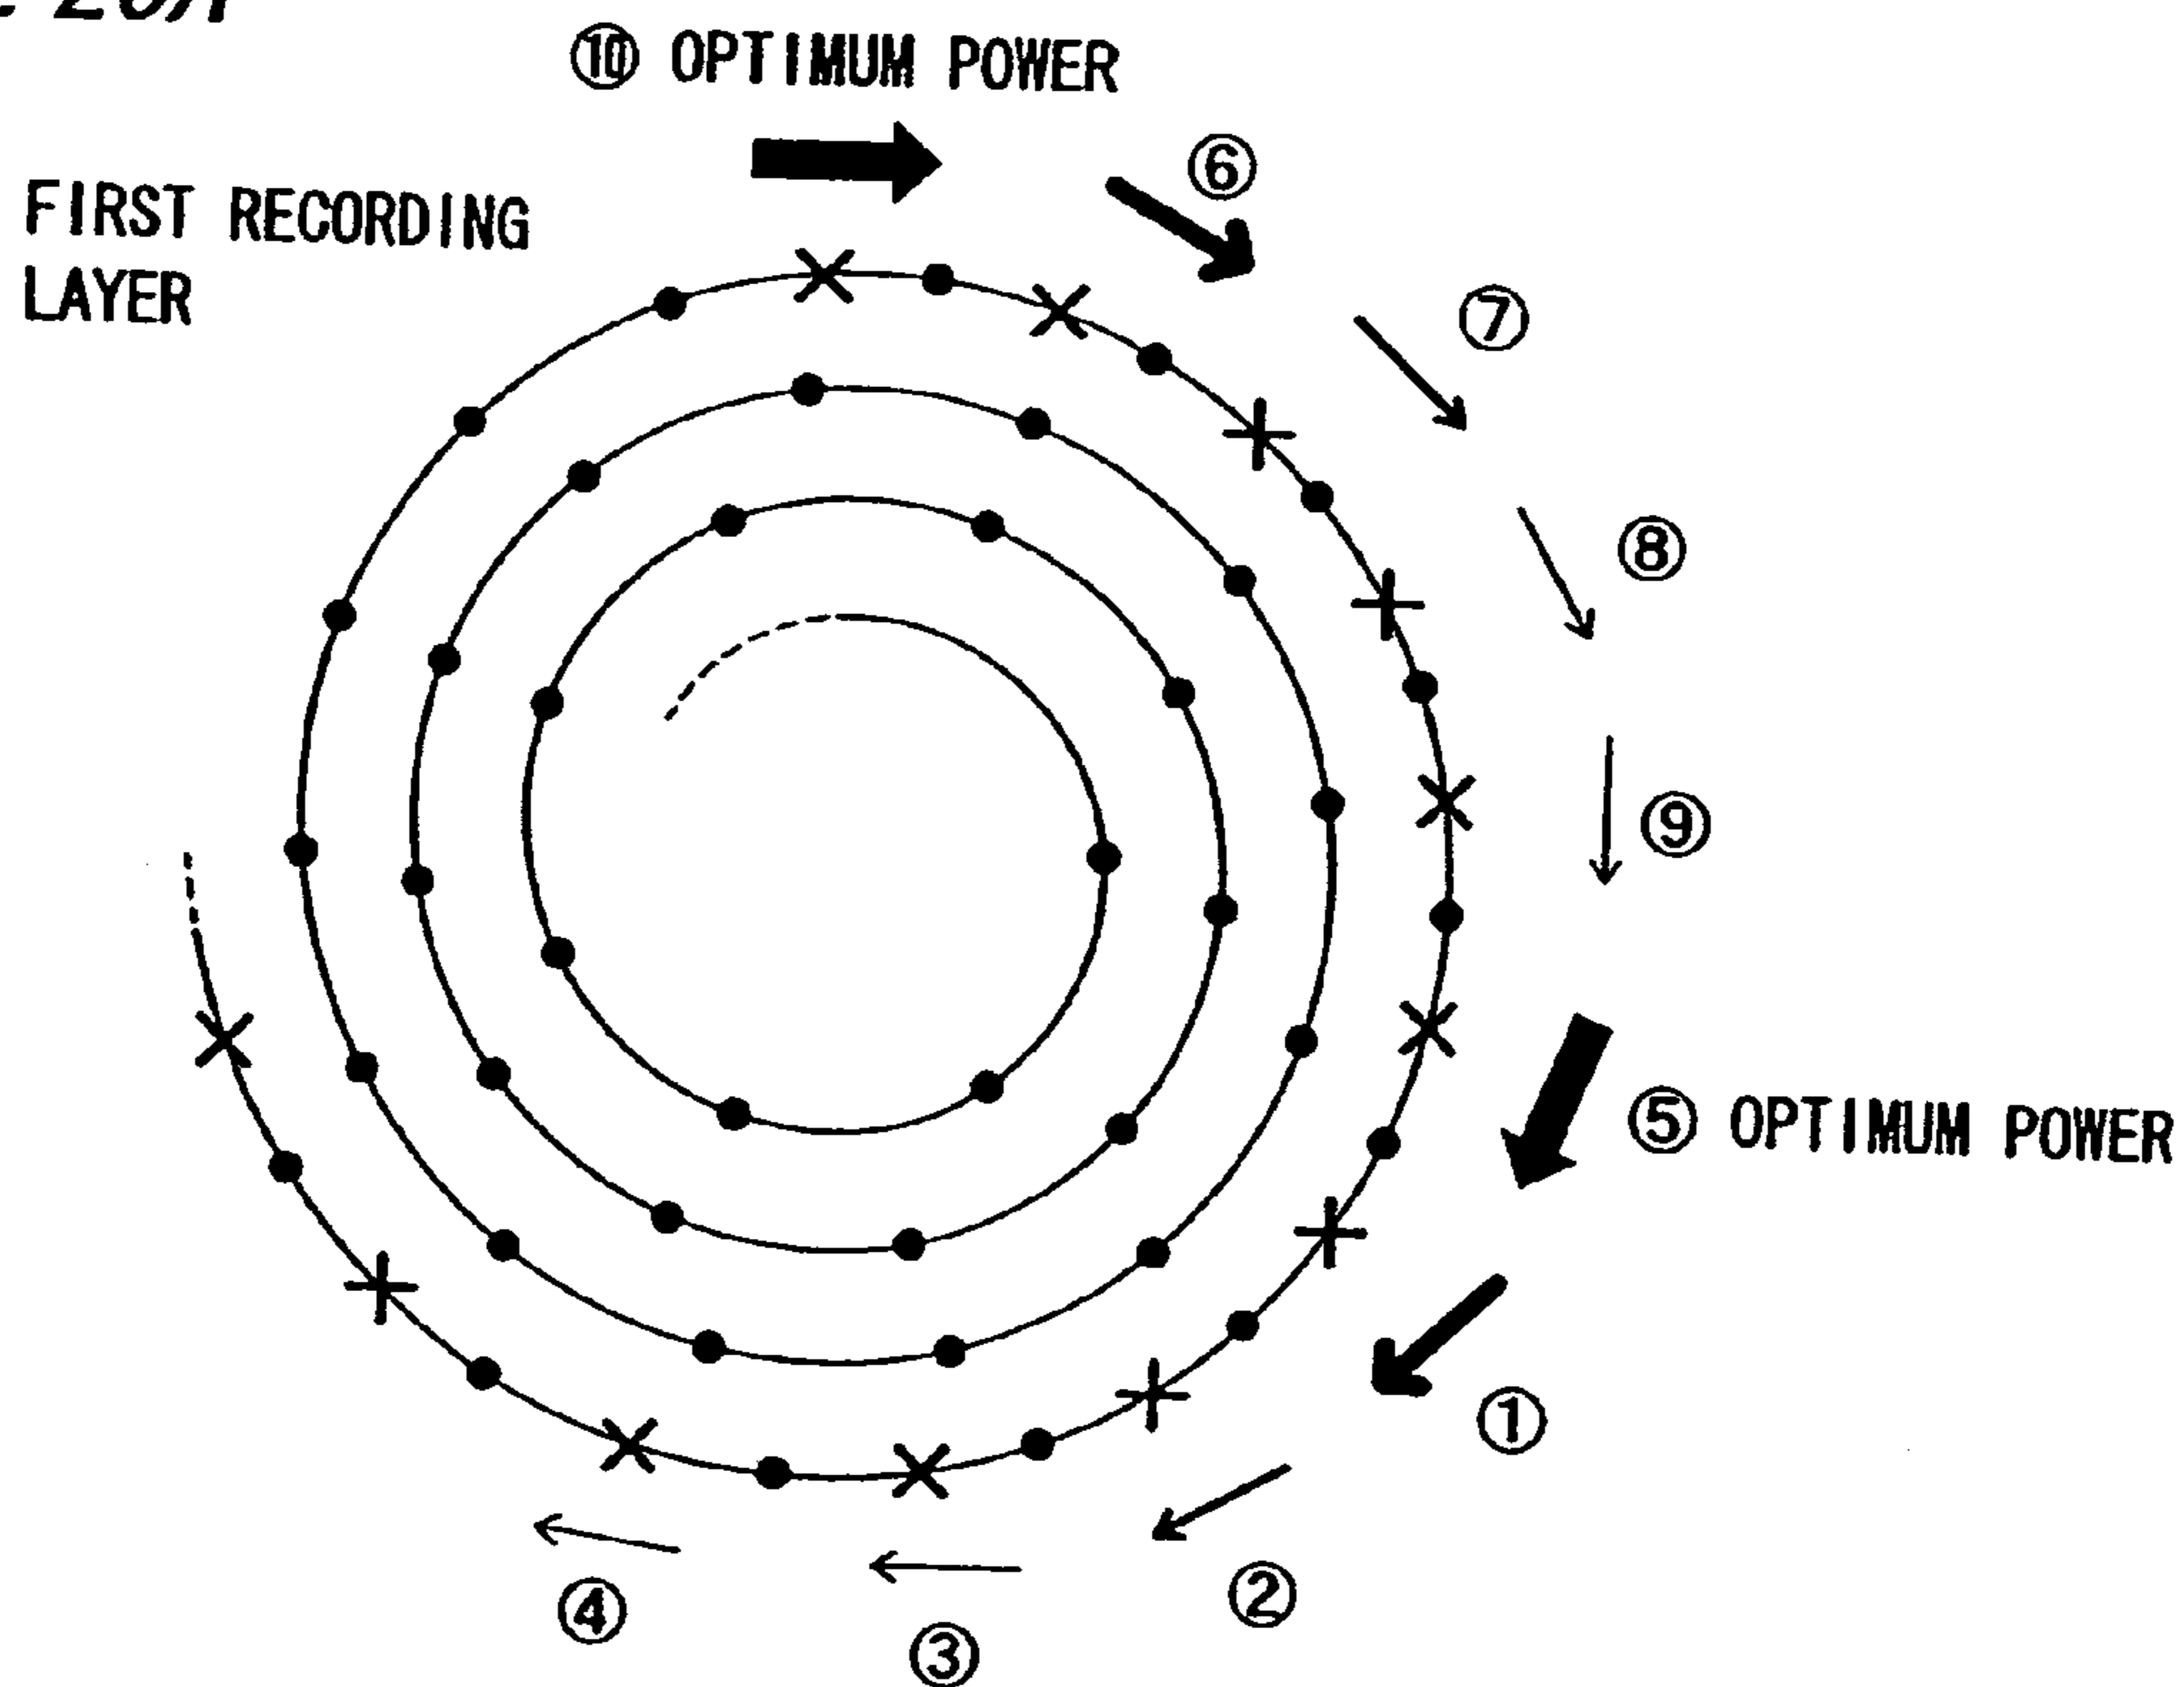 ⑩ OPTIMUM POWER
FIRST RECORDING
LAYER
⑥
⑦
⑧
⑨
⑤ OPTIMUM POWER
①
②
③
④